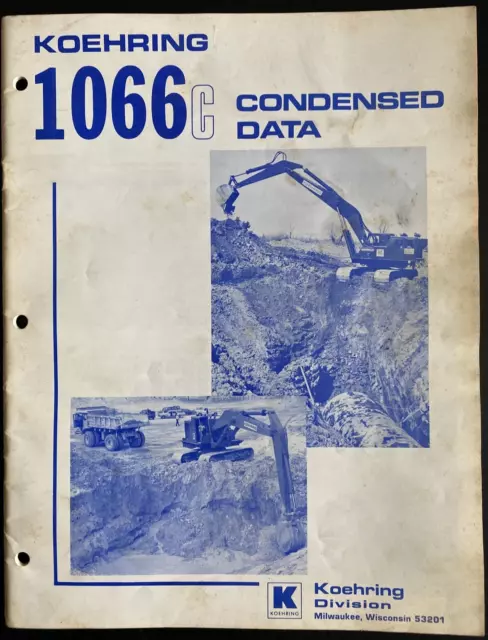 KOEHRING
1066C
CONDENSED
DATA
K
KOEHRING
Koehring
Division
Milwaukee, Wisconsin 53201